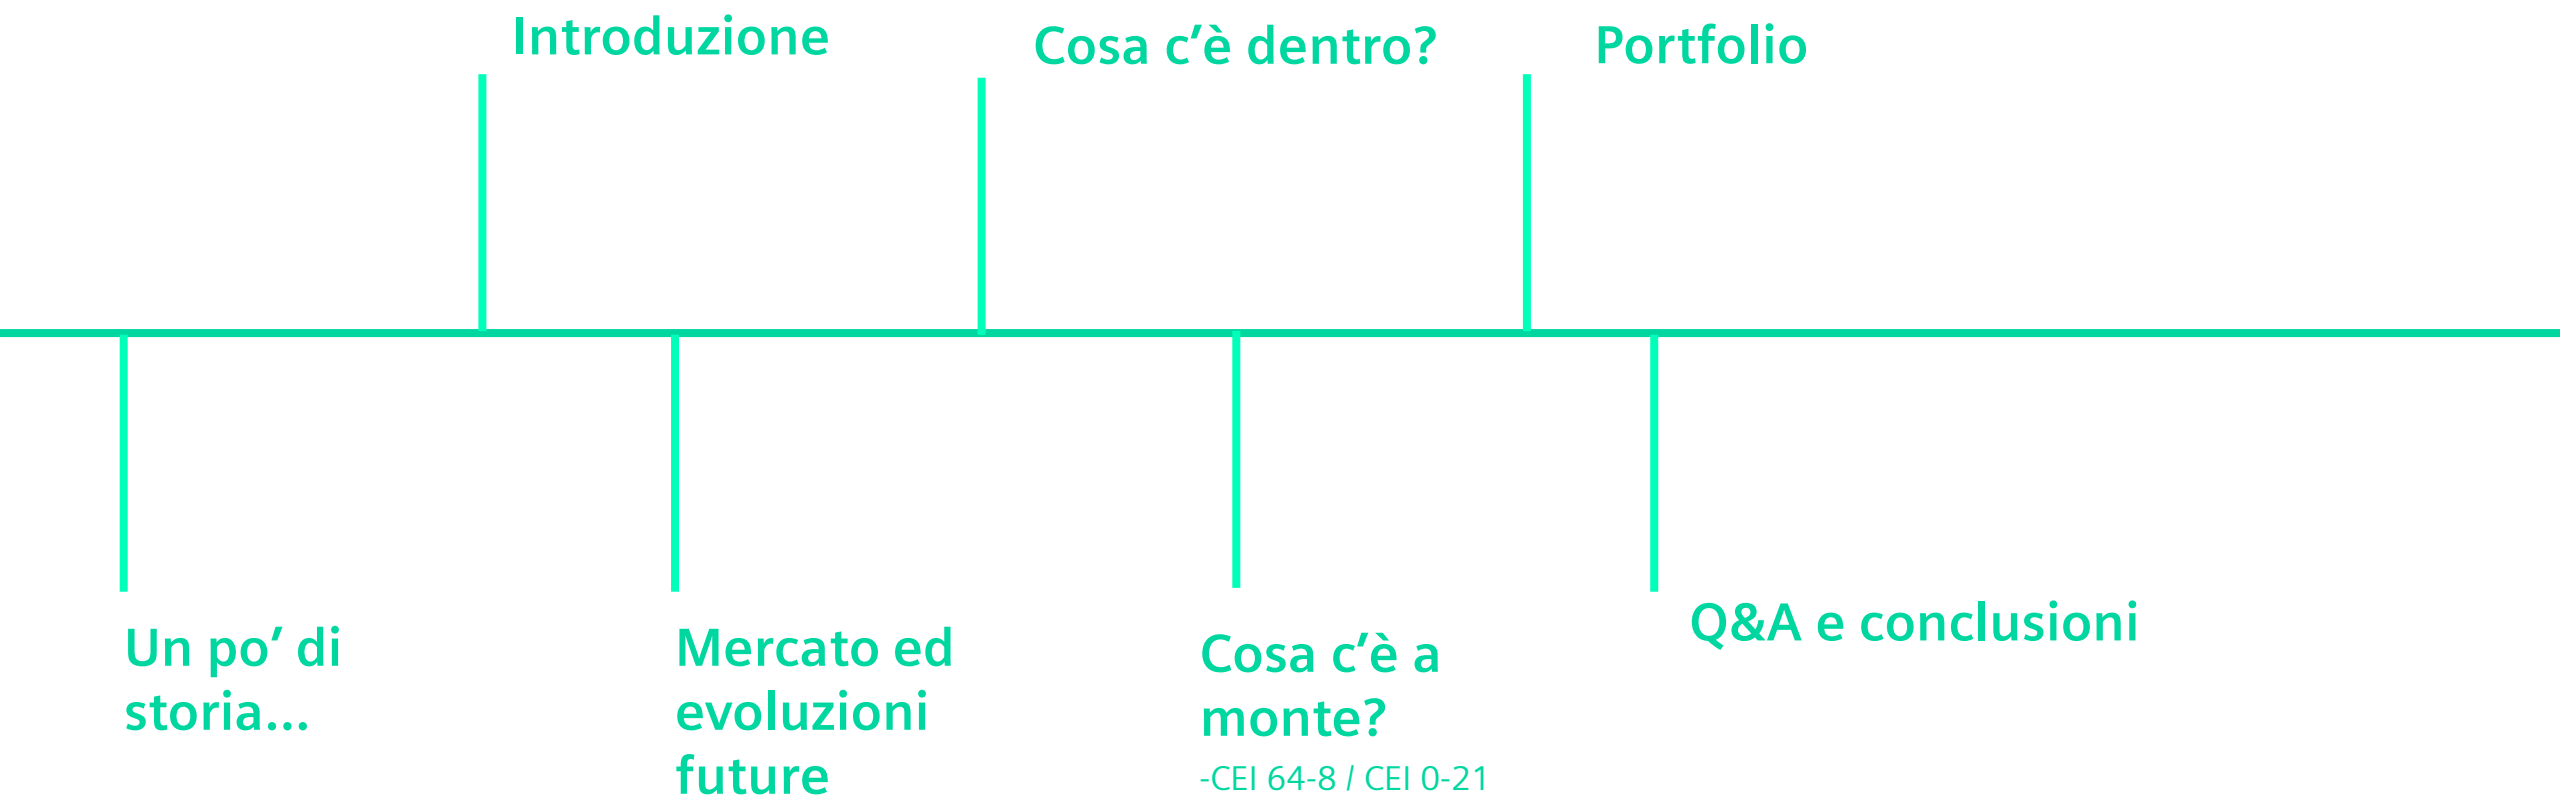 Introduzione
Cosa c’è dentro?
Portfolio
Un po’ di
storia...
Mercato ed
evoluzioni
future
Cosa c’è a
monte?
-CEI 64-8 / CEI 0-21
Q&A e conclusioni